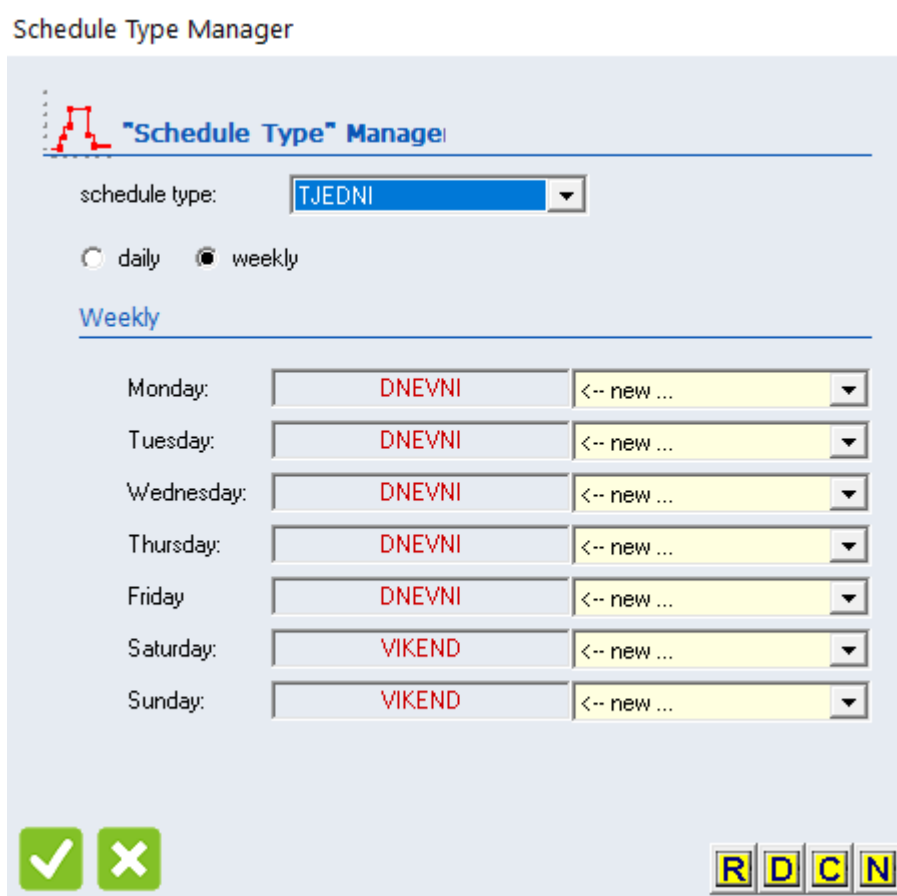 Schedule Type Manager
"Schedule Type" Manager
schedule type: TJEDNI
daily weekly
Weekly
Monday: DNEVNI <-- new ...
Tuesday: DNEVNI <-- new ...
Wednesday: DNEVNI <-- new ...
Thursday: DNEVNI <-- new ...
Friday DNEVNI <-- new ...
Saturday: VIKEND <-- new ...
Sunday: VIKEND <-- new ...
R D C N